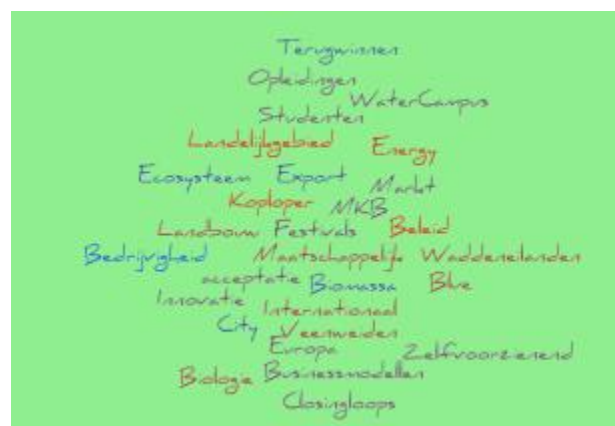 Terugwinnen
Opleidingen
WaterCampus
Studenten
Landelijkgebied Energy
Ecosysteem Export Markt
Koploper MKB
Landbouw Festivals Beleid
Bedrijvigheid Maatschappelijk Waddeneilanden
acceptatie Biomassa Blue
Innovatie Internationaal
City Veenweiden
Europa Zelfvoorzienend
Biologie Businessmodellen
Closingloops